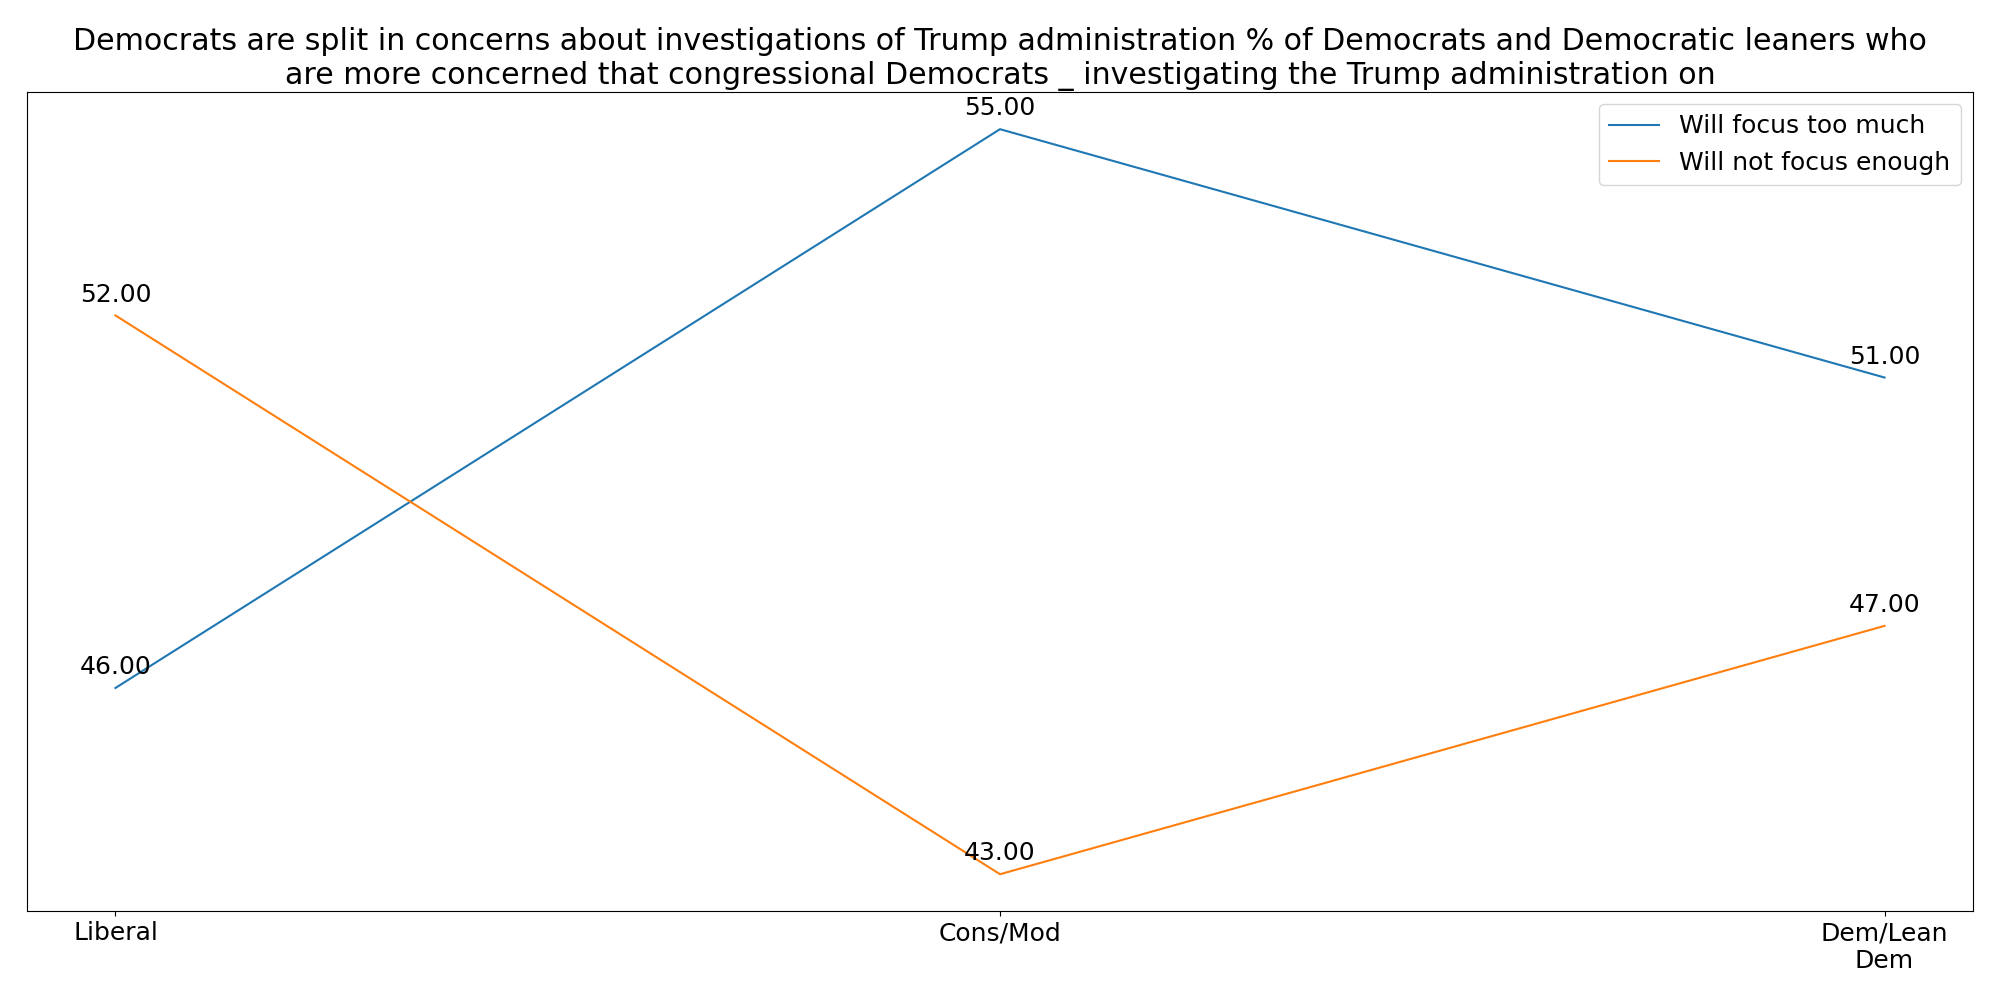 Democrats are split in concerns about investigations of Trump administration % of Democrats and Democratic leaners who
are more concerned that congressional Democrats _ investigating the Trump administration on
55.00
Will focus too much
Will not focus enough
52.00
51.00
47.00
46.00
43.00
Liberal
Cons/Mod
Dem/Lean
Dem